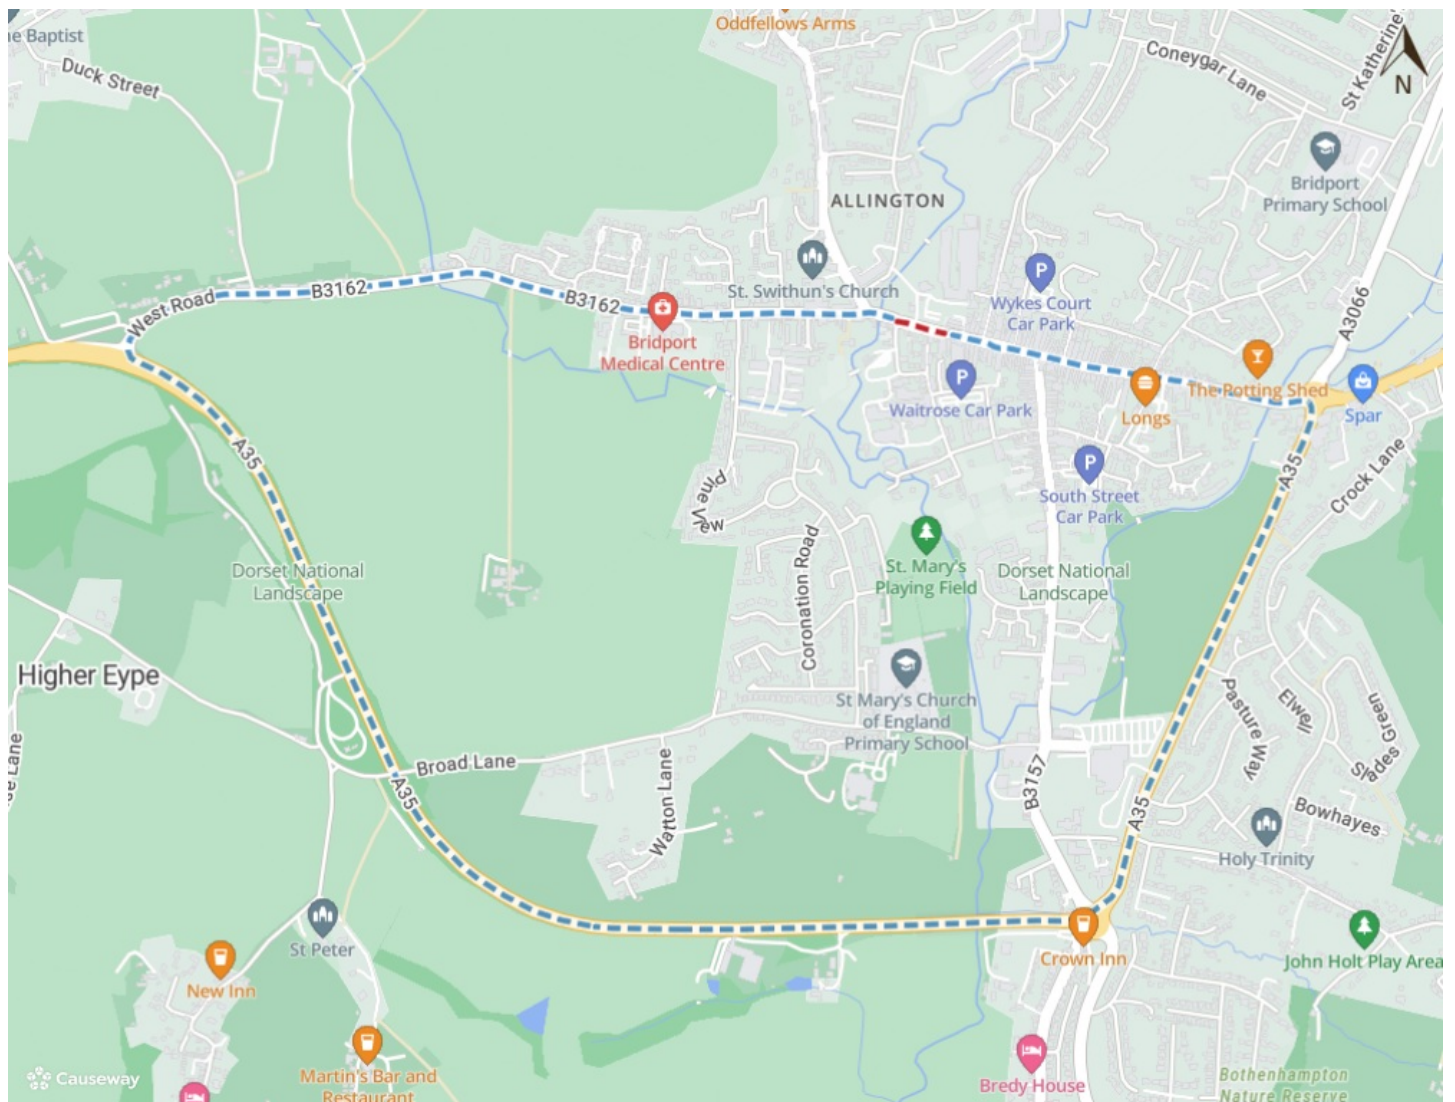 Oddfellows Arms
e Baptist
Duck Street
Coneygar Lane
St Katherine'
N
Bridport
Primary School
ALLINGTON
St. Swithun's Church
Wykes Court
Car Park
A3066
West Road
B3162
B3162
Bridport
Medical Centre
Waitrose Car Park
The Potting Shed
Longs
Spar
A35
A35
Crock Lane
Pine View
South Street
Car Park
Coronation Road
St. Mary's
Playing Field
Dorset National
Landscape
Dorset National
Landscape
Higher Eype
St Mary's Church
of England
Primary School
Pasture Way
Elwell
Slades Green
e Lane
Broad Lane
A35
Watton Lane
B3157
A35
Bowhayes
Holy Trinity
St Peter
New Inn
Crown Inn
John Holt Play Area
Martin's Bar and
Restaurant
Bredy House
Bothenhampton
Nature Reserve
Causeway